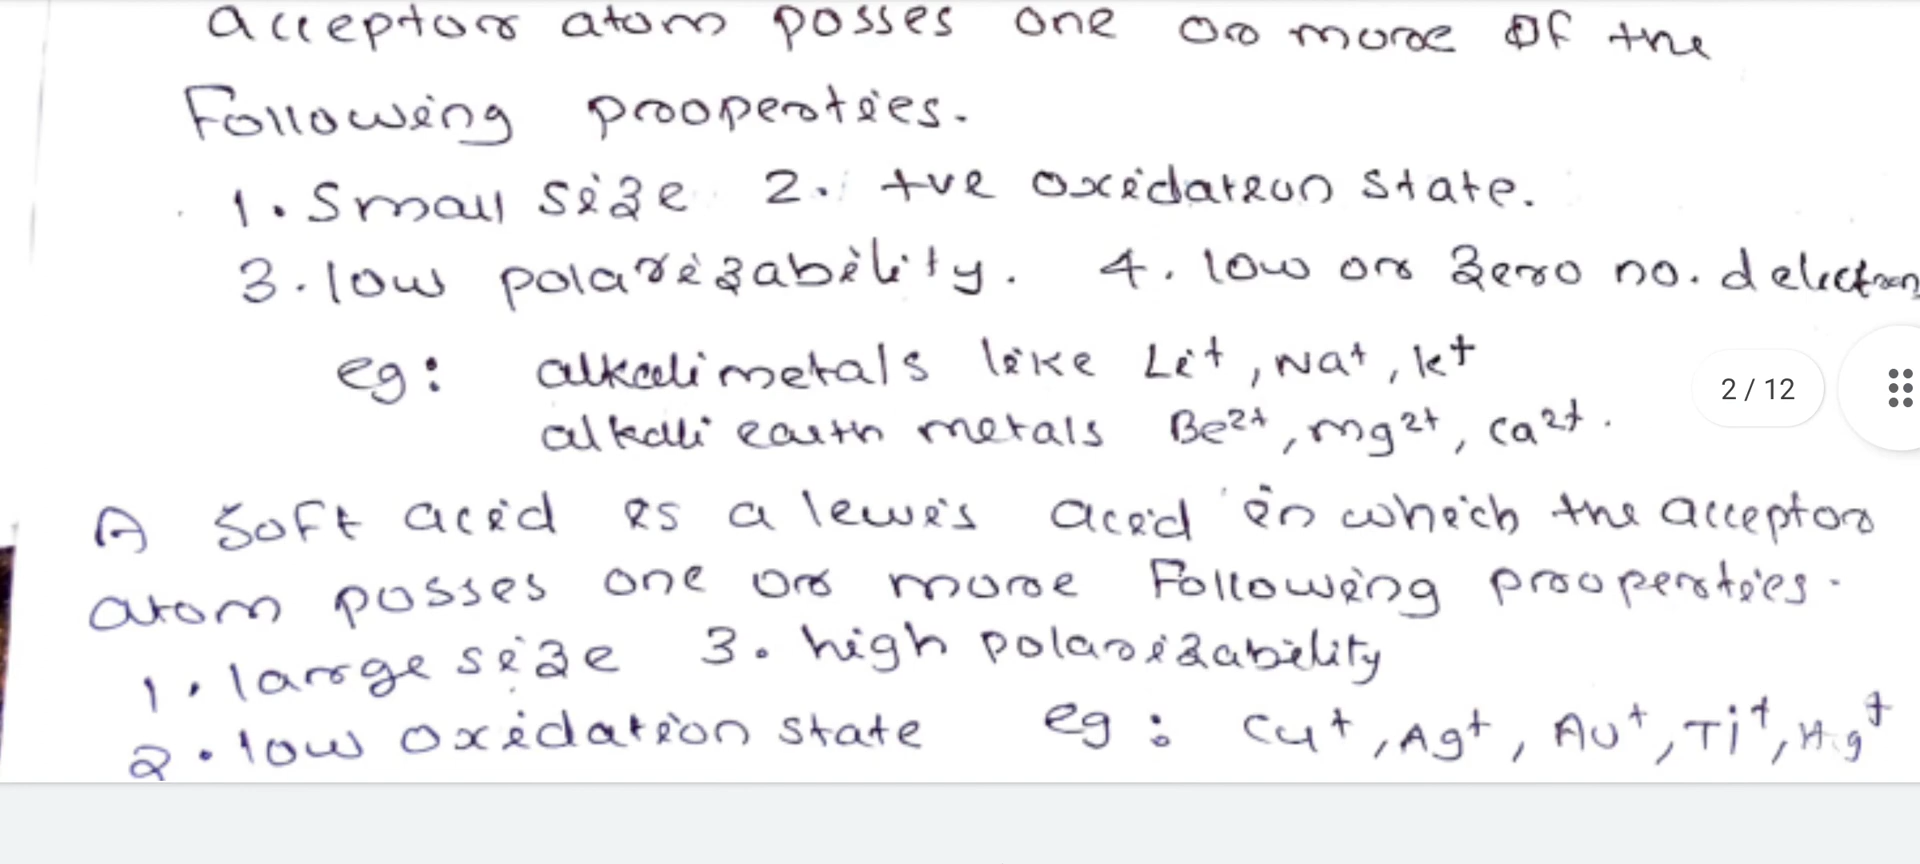 acceptor atom posses one or more of the
Following properties.
1. Small size 2. +ve oxidation state.
3. low polarizability. 4. low or zero no. d electron
eg: alkali metals like Li+, Na+, K+
2 / 12
alkali earth metals Be2+, Mg2+, Ca2+.
A Soft acid is a lewis acid in which the acceptor
atom posses one or more Following properties.
1. large size 3. high polarizability
2. low oxidation state eg: Cu+, Ag+, Au+, Ti+, Hg+